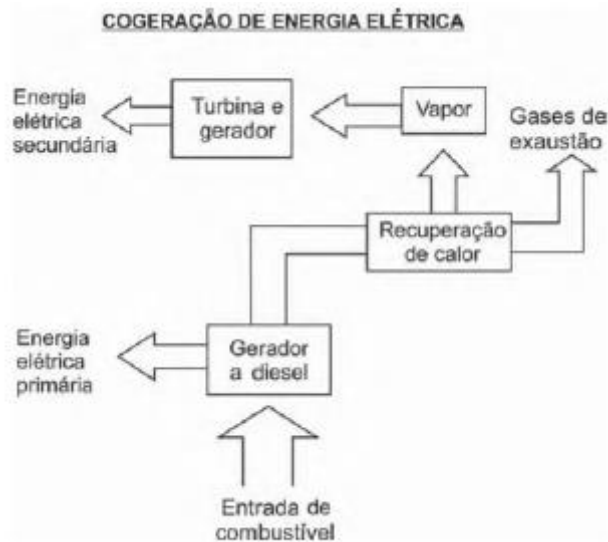 COGERAÇÃO DE ENERGIA ELÉTRICA
Energia
elétrica
secundária
Turbina e
gerador
Vapor
Gases de
exaustão
Recuperação
de calor
Energia
elétrica
primária
Gerador
a diesel
Entrada de
combustível